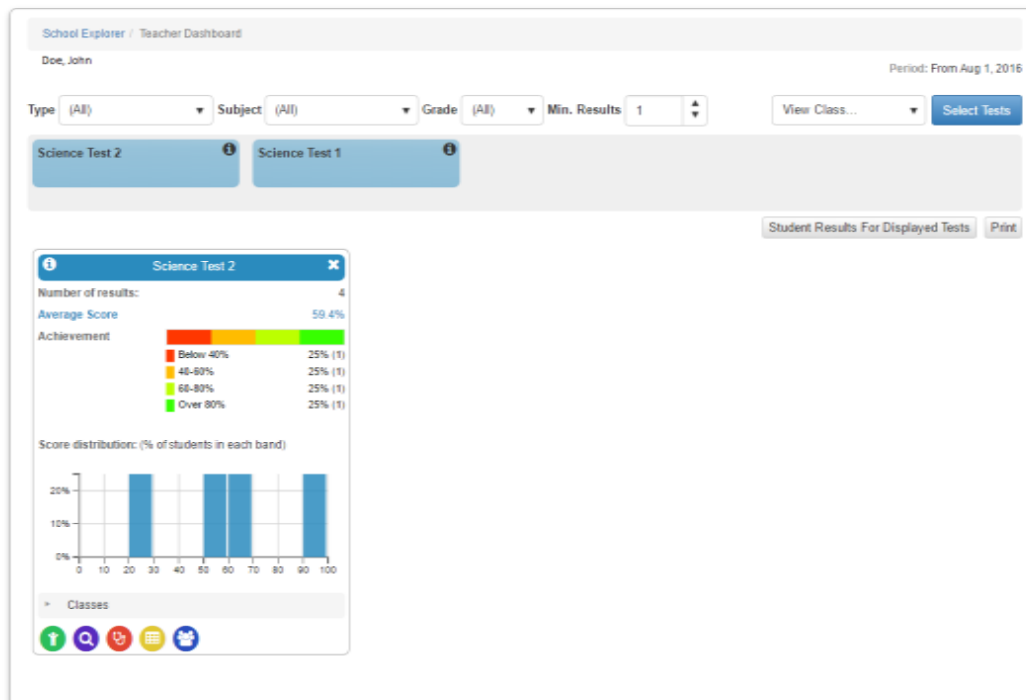 School Explorer / Teacher Dashboard
Doe, John
Period: From Aug 1, 2016
Type (All) Subject (All) Grade (All) Min. Results 1 View Class... Select Tests
Science Test 2 Science Test 1
Student Results For Displayed Tests Print
Science Test 2
Number of results: 4
Average Score 59.4%
Achievement
Below 40% 25% (1)
40-60% 25% (1)
60-80% 25% (1)
Over 80% 25% (1)
Score distribution: (% of students in each band)
20%
10%
0%
0 10 20 30 40 50 60 70 80 90 100
Classes